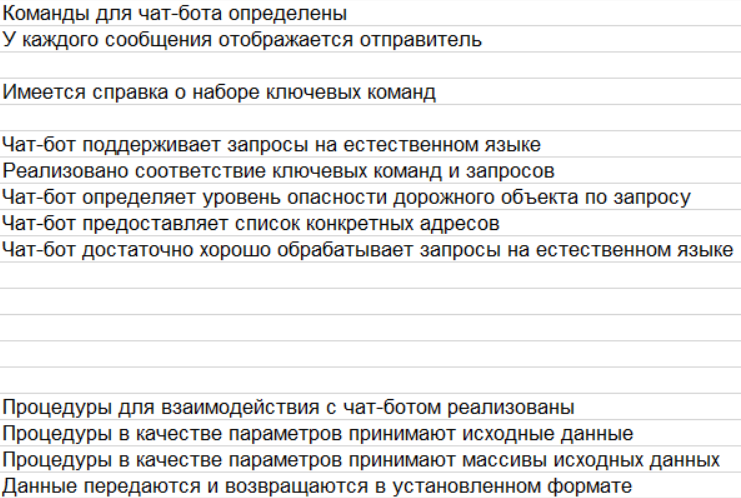 Команды для чат-бота определены
У каждого сообщения отображается отправитель
Имеется справка о наборе ключевых команд
Чат-бот поддерживает запросы на естественном языке
Реализовано соответствие ключевых команд и запросов
Чат-бот определяет уровень опасности дорожного объекта по запросу
Чат-бот предоставляет список конкретных адресов
Чат-бот достаточно хорошо обрабатывает запросы на естественном языке
Процедуры для взаимодействия с чат-ботом реализованы
Процедуры в качестве параметров принимают исходные данные
Процедуры в качестве параметров принимают массивы исходных данных
Данные передаются и возвращаются в установленном формате